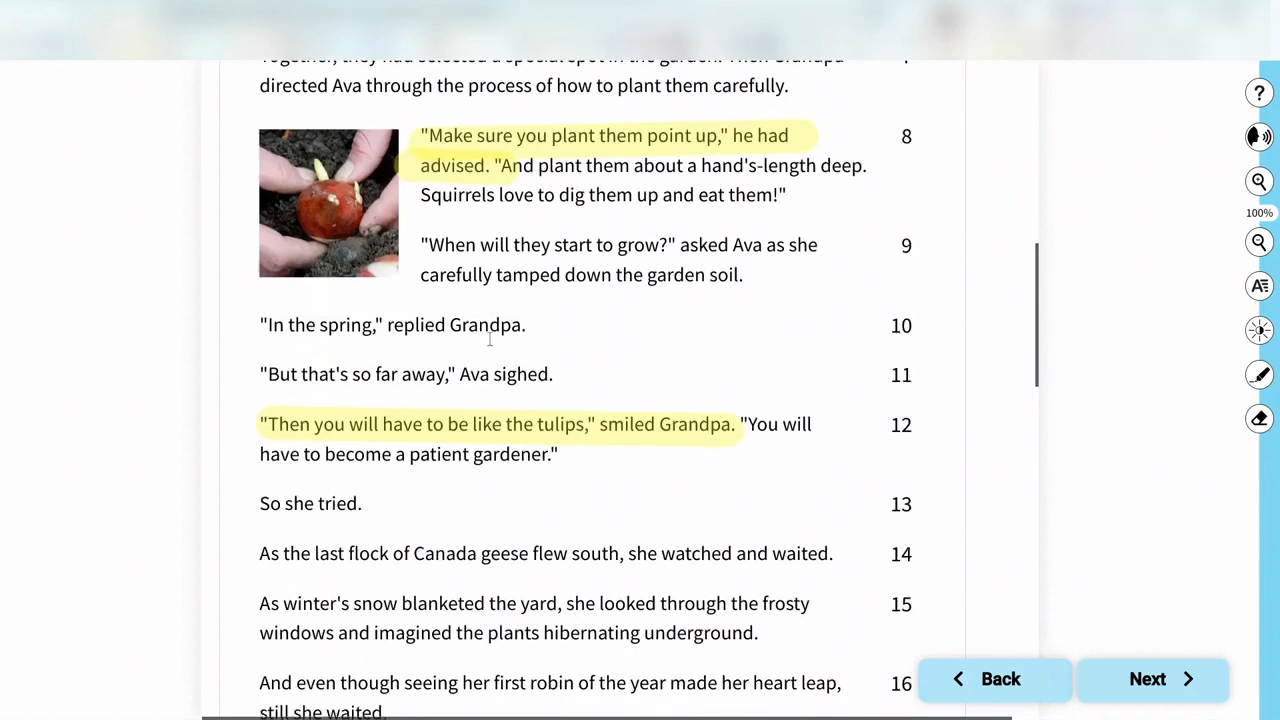 directed Ava through the process of how to plant them carefully.
"Make sure you plant them point up," he had
advised. "And plant them about a hand's-length deep.
Squirrels love to dig them up and eat them!"
8
"When will they start to grow?" asked Ava as she
carefully tamped down the garden soil.
9
"In the spring," replied Grandpa.
10
"But that's so far away," Ava sighed.
11
"Then you will have to be like the tulips," smiled Grandpa. "You will
have to become a patient gardener."
12
So she tried.
13
As the last flock of Canada geese flew south, she watched and waited.
14
As winter's snow blanketed the yard, she looked through the frosty
windows and imagined the plants hibernating underground.
15
And even though seeing her first robin of the year made her heart leap,
still she waited.
16
?
100%
A
Back
Next